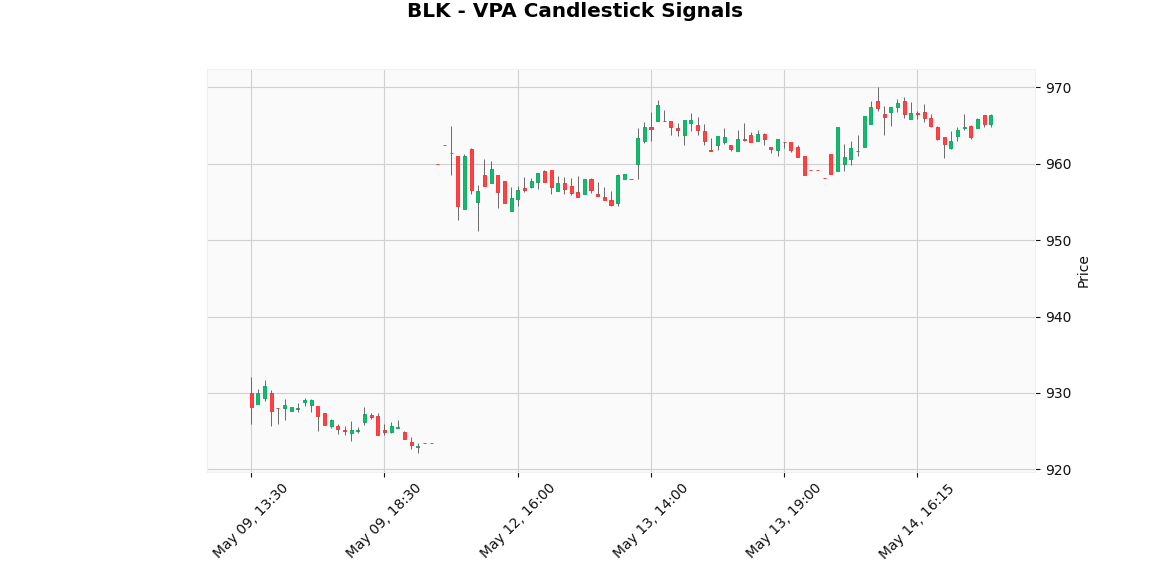 BLK - VPA Candlestick Signals
970
960
950
940
930
920
Price
May 09, 13:30
May 09, 18:30
May 12, 16:00
May 13, 14:00
May 13, 19:00
May 14, 16:15